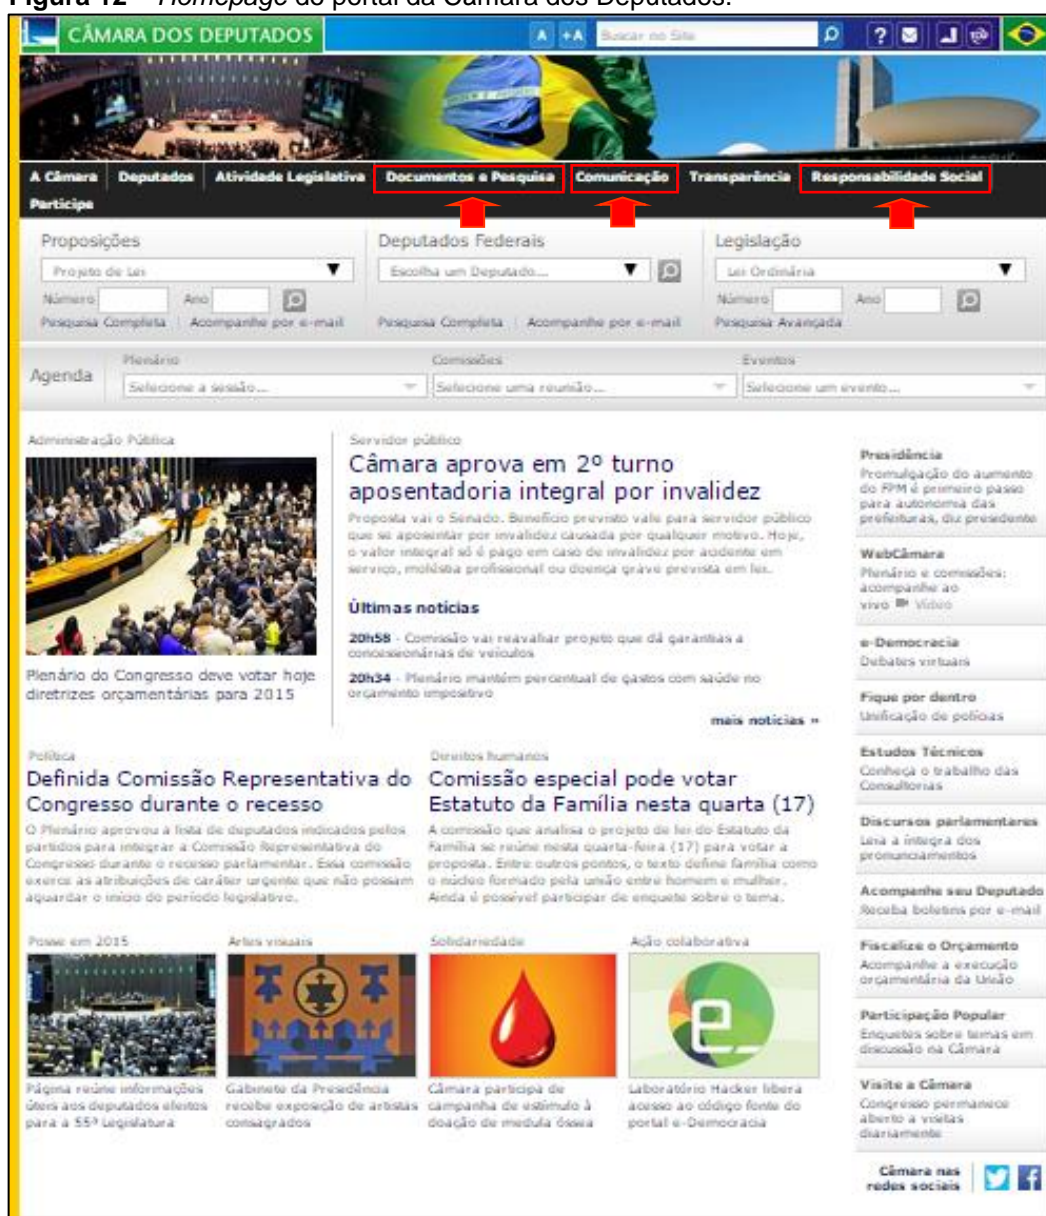 Figura 12 – Homepage do portal da Câmara dos Deputados.
CÂMARA DOS DEPUTADOS
A +A Buscar no Site
A Câmara Deputados Atividade Legislativa Documentos e Pesquisa Comunicação Transparência Responsabilidade Social
Participe
Proposições Deputados Federais Legislação
Projeto de Lei Escolha um Deputado... Lei Ordinária
Número Ano Número Ano
Pesquisa Completa Acompanhe por e-mail Pesquisa Completa Acompanhe por e-mail Pesquisa Avançada
Agenda
Plenário Comissões Eventos
Selecione a sessão... Selecione uma reunião... Selecione um evento...
Administração Pública
Plenário do Congresso deve votar hoje
diretrizes orçamentárias para 2015
Servidor público
Câmara aprova em 2º turno
aposentadoria integral por invalidez
Proposta vai o Senado. Benefício previsto vale para servidor público
que se aposentar por invalidez causada por qualquer motivo. Hoje,
o valor integral só é pago em caso de invalidez por acidente em
serviço, moléstia profissional ou doença grave prevista em lei.
Últimas notícias
20h58 - Comissão vai reavaliar projeto que dá garantias a
concessionárias de veículos
20h34 - Plenário mantém percentual de gastos com saúde no
orçamento impositivo
mais notícias »
Política
Definida Comissão Representativa do
Congresso durante o recesso
O Plenário aprovou a lista de deputados indicados pelos
partidos para integrar a Comissão Representativa do
Congresso durante o recesso parlamentar. Essa comissão
exerce as atribuições de caráter urgente que não possam
aguardar o início do período legislativo.
Direitos humanos
Comissão especial pode votar
Estatuto da Família nesta quarta (17)
A comissão que analisa o projeto de lei do Estatuto da
Família se reúne nesta quarta-feira (17) para votar a
proposta. Entre outros pontos, o texto define família como
o núcleo formado pela união entre homem e mulher.
Ainda é possível participar de enquete sobre o tema.
Posse em 2015
Página reúne informações
úteis aos deputados eleitos
para a 55ª Legislatura
Artes visuais
Gabinete da Presidência
recebe exposição de artistas
consagrados
Solidariedade
Câmara participa de
campanha de estímulo à
doação de medula óssea
Ação colaborativa
Laboratório Hacker libera
acesso ao código fonte do
portal e-Democracia
Presidência
Promulgação do aumento
do FPM é primeiro passo
para autonomia das
prefeituras, diz presidente
WebCâmara
Plenário e comissões:
acompanhe ao
vivo Vídeo
e-Democracia
Debates virtuais
Fique por dentro
Unificação de polícias
Estudos Técnicos
Conheça o trabalho das
Consultorias
Discursos parlamentares
Leia a íntegra dos
pronunciamentos
Acompanhe seu Deputado
Receba boletins por e-mail
Fiscalize o Orçamento
Acompanhe a execução
orçamentária da União
Participação Popular
Enquetes sobre temas em
discussão na Câmara
Visite a Câmara
Congresso permanece
aberto a visitas
diariamente
Câmara nas
redes sociais